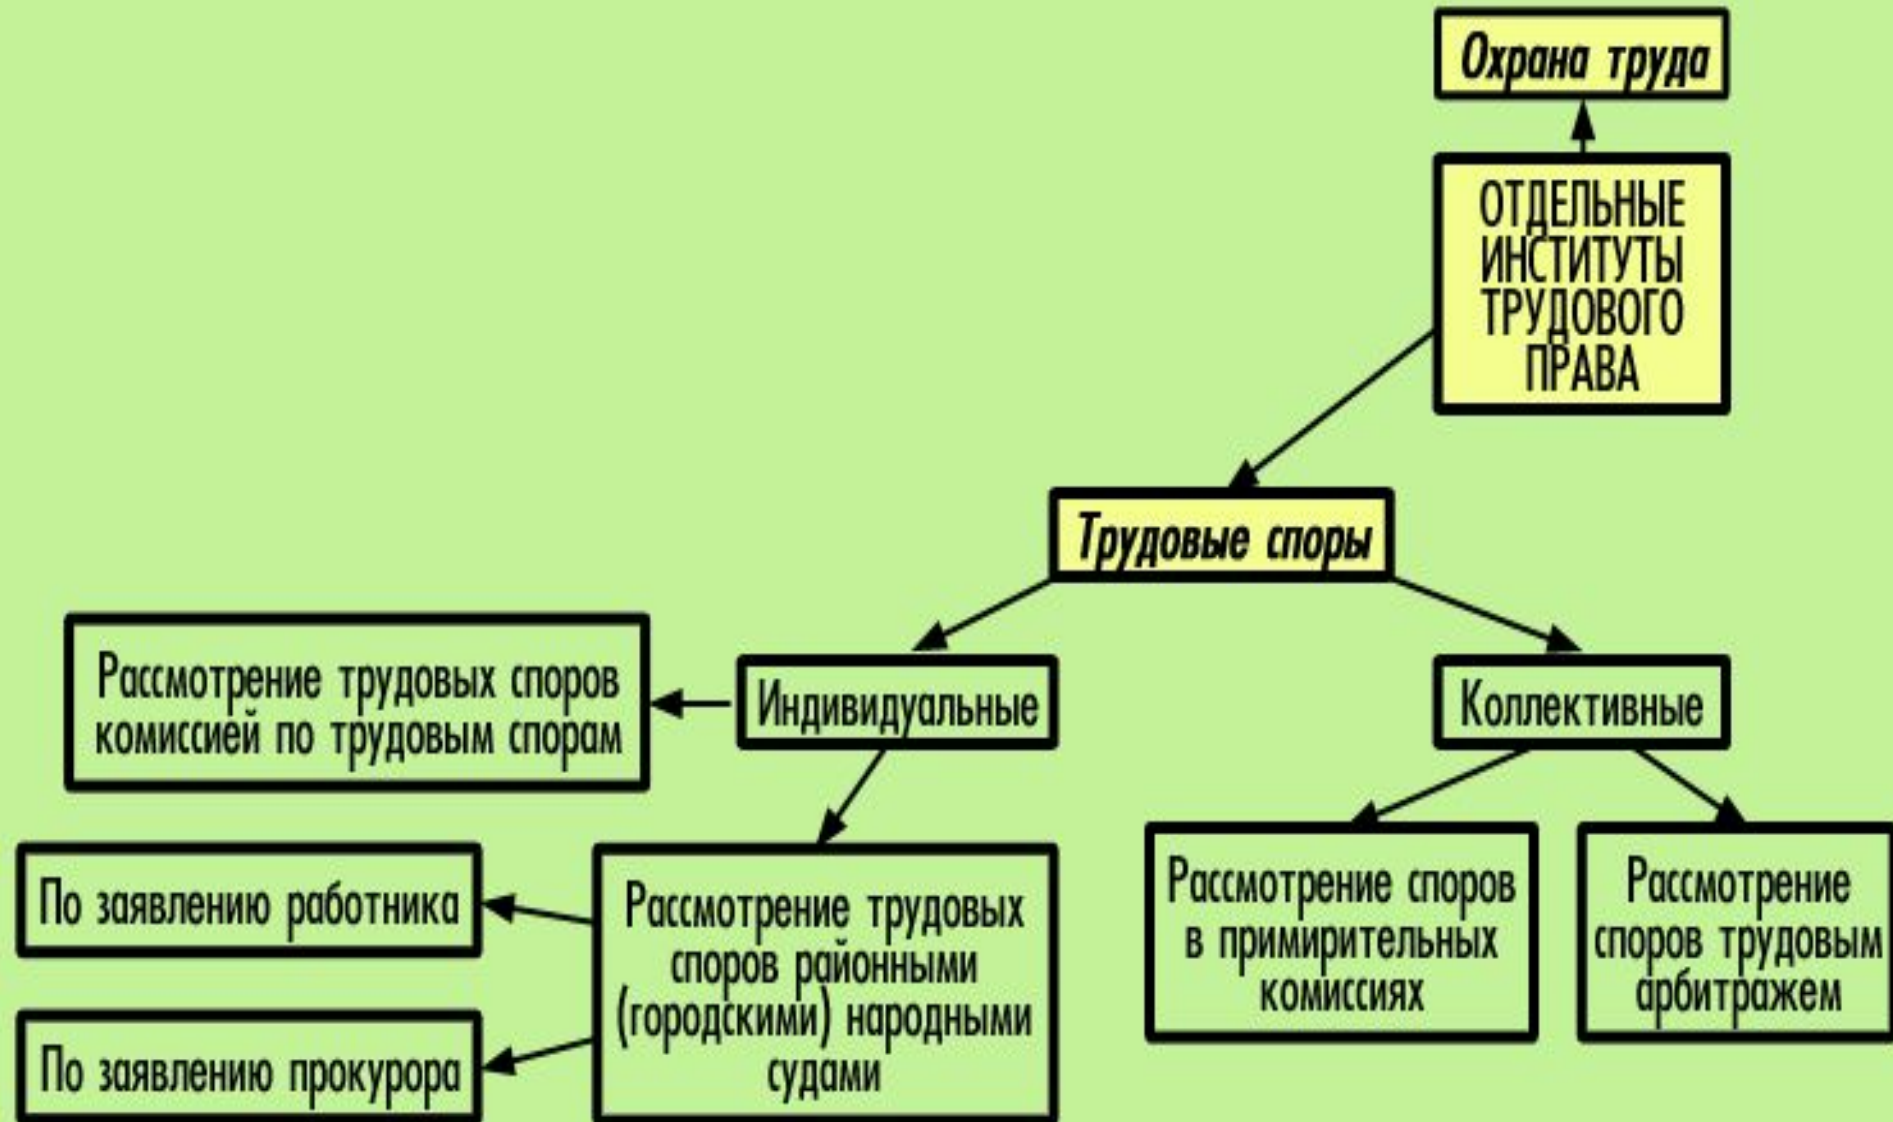 Охрана труда
ОТДЕЛЬНЫЕ
ИНСТИТУТЫ
ТРУДОВОГО
ПРАВА
Трудовые споры
Индивидуальные
Рассмотрение трудовых споров
комиссией по трудовым спорам
Рассмотрение трудовых
споров районными
(городскими) народными
судами
По заявлению работника
По заявлению прокурора
Коллективные
Рассмотрение споров
в примирительных
комиссиях
Рассмотрение
споров трудовым
арбитражем